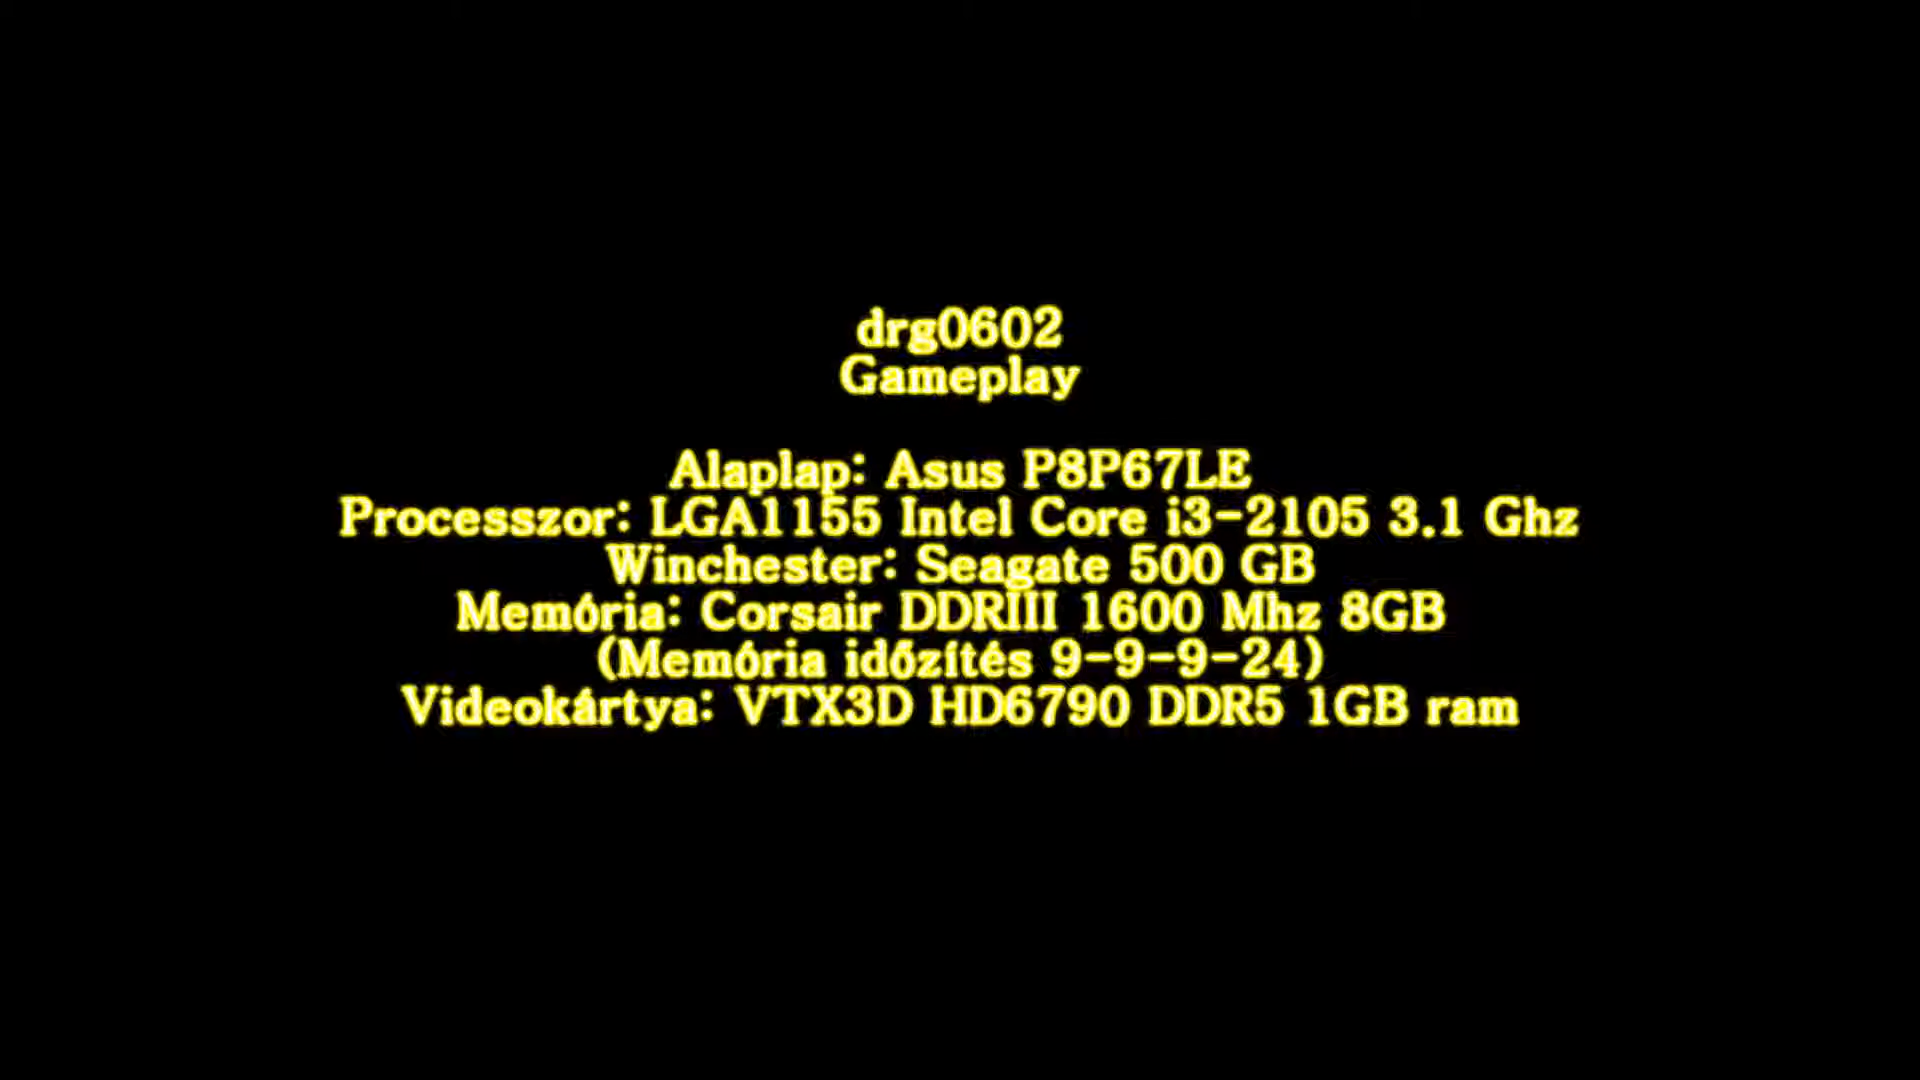 drg0602
Gameplay
Alaplap: Asus P8P67LE
Processzor: LGA1155 Intel Core i3-2105 3.1 Ghz
Winchester: Seagate 500 GB
Memória: Corsair DDRIII 1600 Mhz 8GB
(Memória időzítés 9-9-9-24)
Videokártya: VTX3D HD6790 DDR5 1GB ram